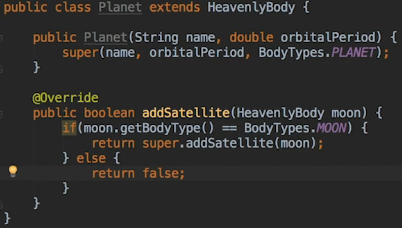 public class Planet extends HeavenlyBody {
public Planet(String name, double orbitalPeriod) {
super(name, orbitalPeriod, BodyTypes.PLANET);
}
@Override
public boolean addSatellite(HeavenlyBody moon) {
if(moon.getBodyType() == BodyTypes.MOON) {
return super.addSatellite(moon);
} else {
return false;
}
}
}